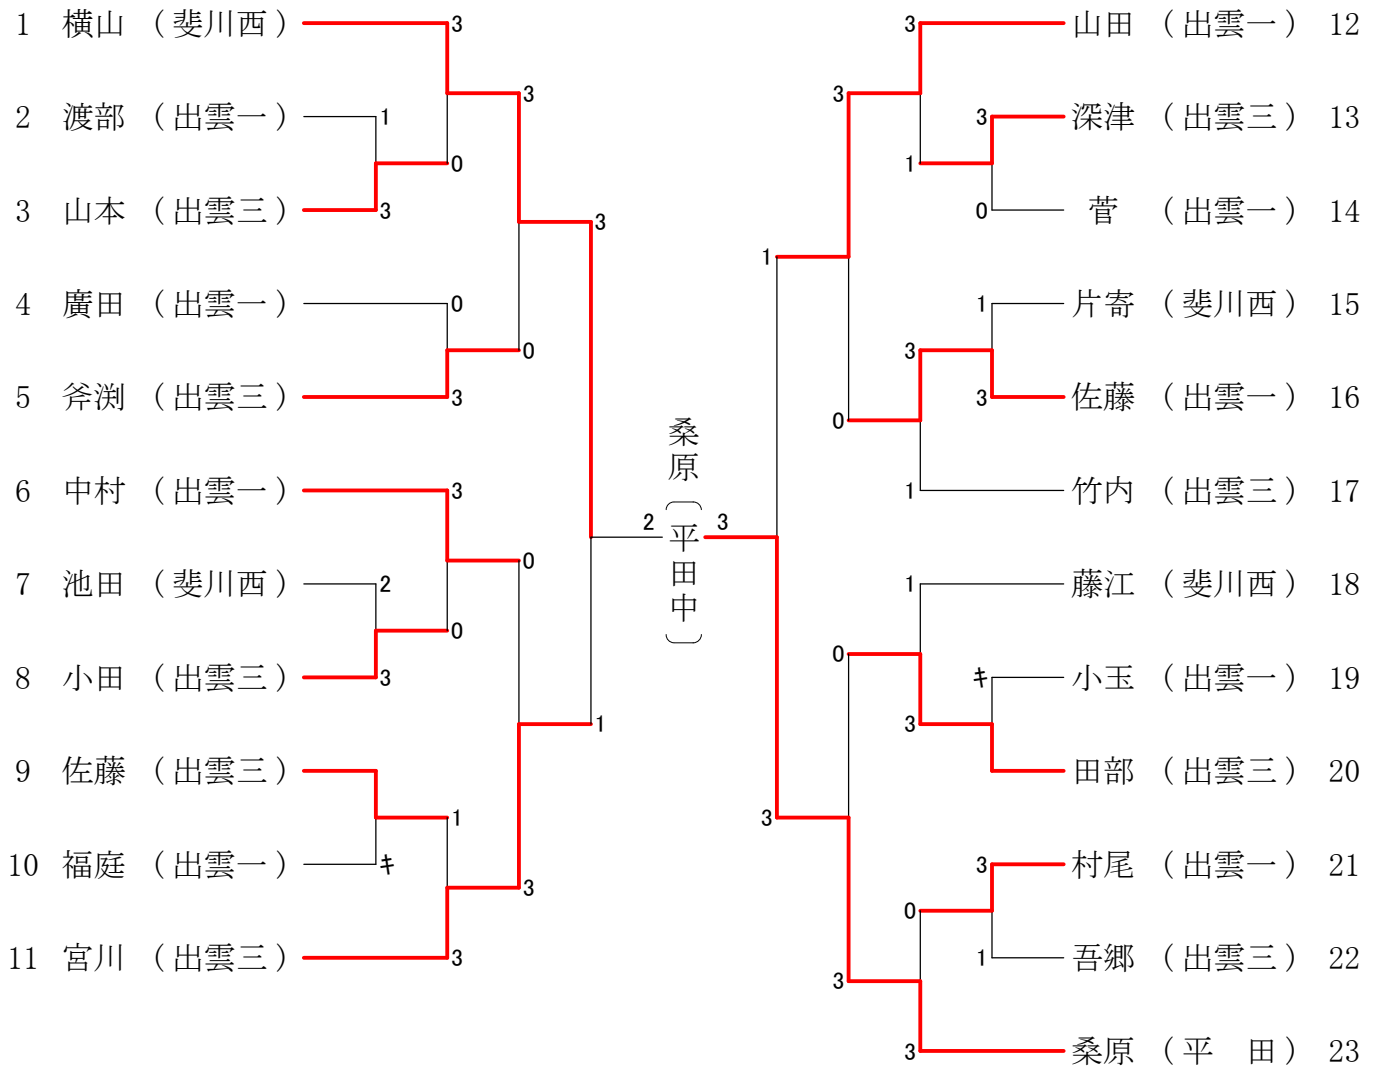 1 横山 (斐川西) 3
3
2 渡部 (出雲一) 1
0
3 山本 (出雲三) 3
3
4 廣田 (出雲一) 0
0
5 斧渕 (出雲三) 3
6 中村 (出雲一) 3
0
7 池田 (斐川西) 2
0
8 小田 (出雲三) 3
1
9 佐藤 (出雲三)
1
10 福庭 (出雲一) キ
3
11 宮川 (出雲三) 3
2
桑原
(平田中)
3
3 山田 (出雲一) 12
3
3 深津 (出雲三) 13
1
0 菅 (出雲一) 14
1
1 片寄 (斐川西) 15
3
3 佐藤 (出雲一) 16
0
1 竹内 (出雲三) 17
1 藤江 (斐川西) 18
0
キ 小玉 (出雲一) 19
3
田部 (出雲三) 20
3
3 村尾 (出雲一) 21
0
1 吾郷 (出雲三) 22
3
3 桑原 (平 田) 23